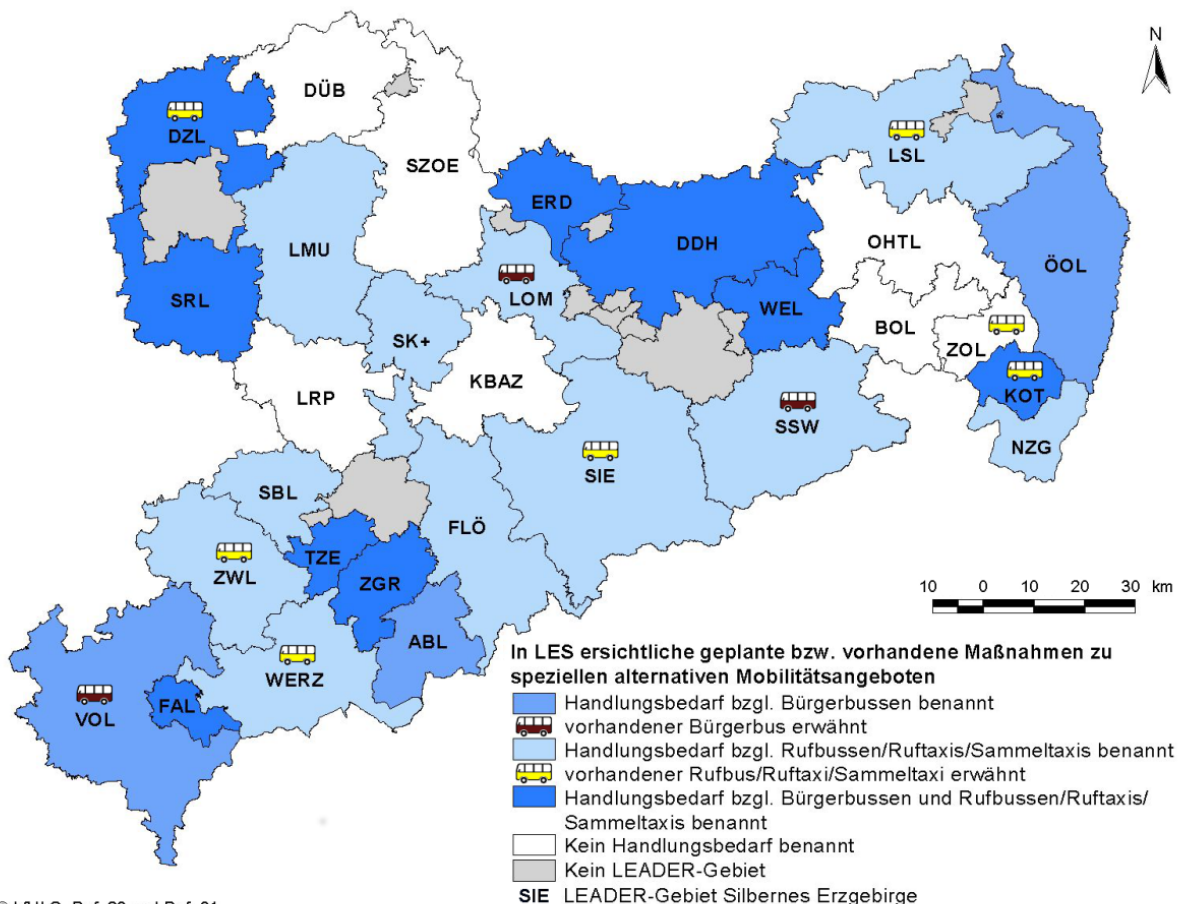 N
DÜB
DZL
SZOE
LSL
ERD
DDH
OHTL
LMU
ÖOL
LOM
SRL
WEL
BOL
SK+
ZOL
KBAZ
LRP
KOT
SSW
NZG
SIE
SBL
FLÖ
TZE
ZWL
ZGR
ABL
WERZ
VOL
FAL
10 0 10 20 30 km
In LES ersichtliche geplante bzw. vorhandene Maßnahmen zu
speziellen alternativen Mobilitätsangeboten
Handlungsbedarf bzgl. Bürgerbussen benannt
vorhandener Bürgerbus erwähnt
Handlungsbedarf bzgl. Rufbussen/Ruftaxis/Sammeltaxis benannt
vorhandener Rufbus/Ruftaxi/Sammeltaxi erwähnt
Handlungsbedarf bzgl. Bürgerbussen und Rufbussen/Ruftaxis/
Sammeltaxis benannt
Kein Handlungsbedarf benannt
Kein LEADER-Gebiet
SIE LEADER-Gebiet Silbernes Erzgebirge